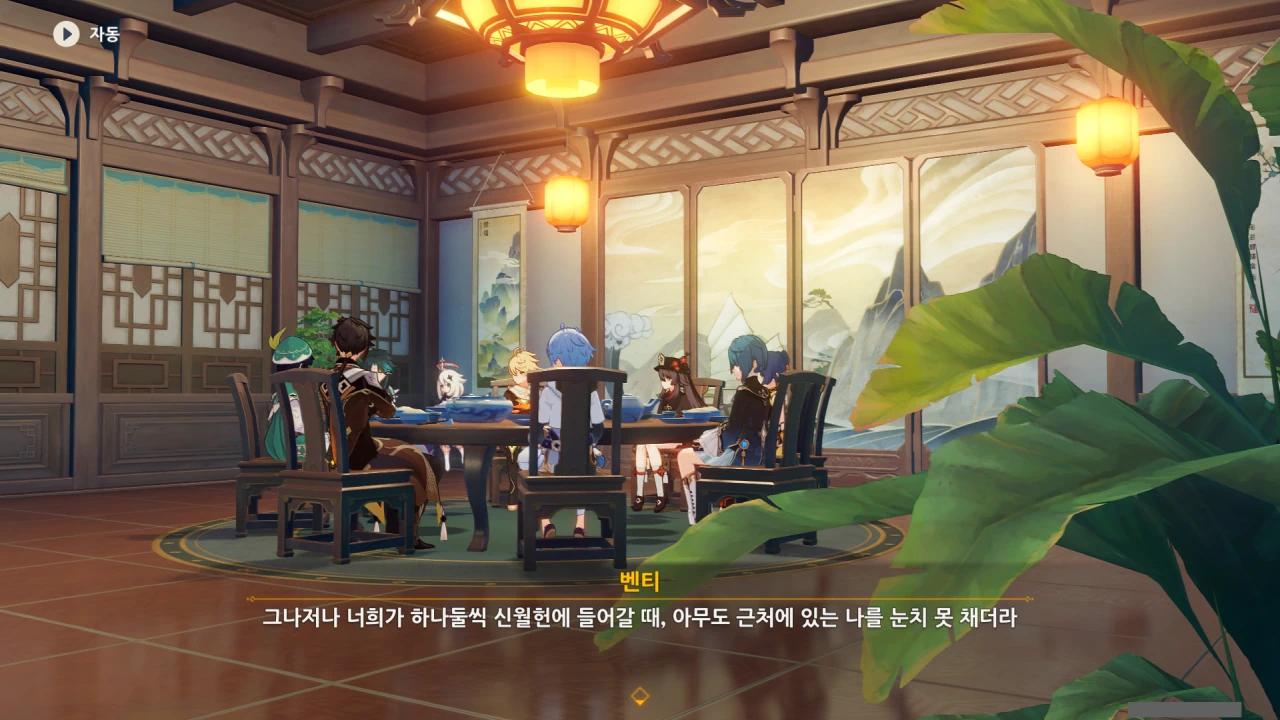 자동
벤티
그나저나 너희가 하나둘씩 신월헌에 들어갈 때, 아무도 근처에 있는 나를 눈치 못 채더라